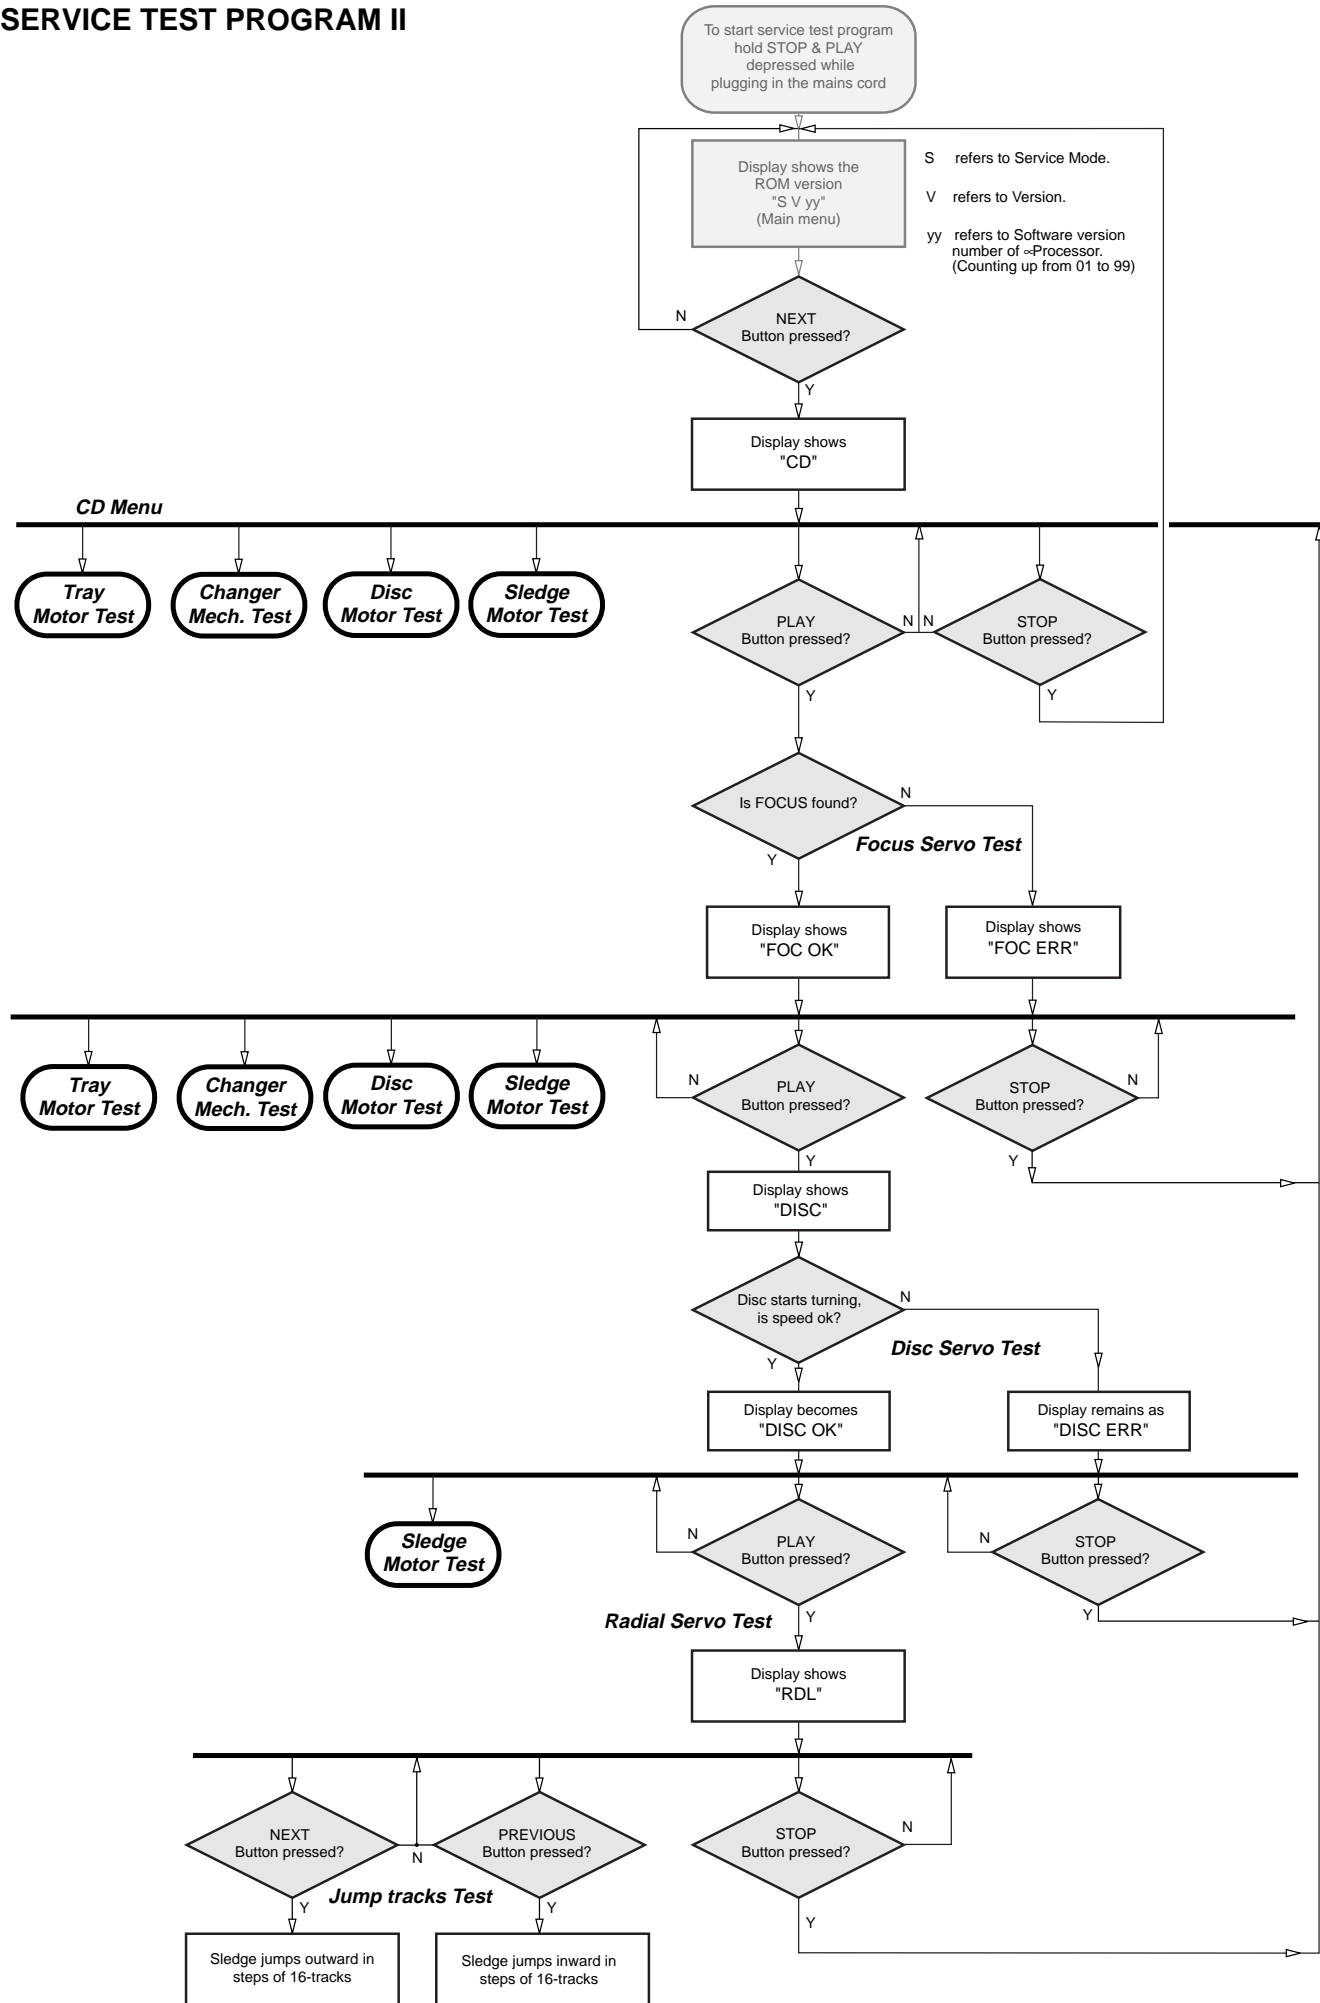 SERVICE TEST PROGRAM II
To start service test program
hold STOP & PLAY
depressed while
plugging in the mains cord
Display shows the
ROM version
"S V yy"
(Main menu)
S refers to Service Mode.
V refers to Version.
yy refers to Software version
number of ∝Processor.
(Counting up from 01 to 99)
N
NEXT
Button pressed?
Y
Display shows
"CD"
CD Menu
Tray
Motor Test
Changer
Mech. Test
Disc
Motor Test
Sledge
Motor Test
PLAY
Button pressed?
N
N
STOP
Button pressed?
Y
Y
Is FOCUS found?
N
Y
Focus Servo Test
Display shows
"FOC OK"
Display shows
"FOC ERR"
Tray
Motor Test
Changer
Mech. Test
Disc
Motor Test
Sledge
Motor Test
N
PLAY
Button pressed?
STOP
Button pressed?
N
Y
Y
Display shows
"DISC"
Disc starts turning,
is speed ok?
N
Y
Disc Servo Test
Display becomes
"DISC OK"
Display remains as
"DISC ERR"
Sledge
Motor Test
N
PLAY
Button pressed?
N
STOP
Button pressed?
Y
Y
Radial Servo Test
Display shows
"RDL"
NEXT
Button pressed?
N
PREVIOUS
Button pressed?
STOP
Button pressed?
N
Y
Jump tracks Test
Y
Y
Sledge jumps outward in
steps of 16-tracks
Sledge jumps inward in
steps of 16-tracks